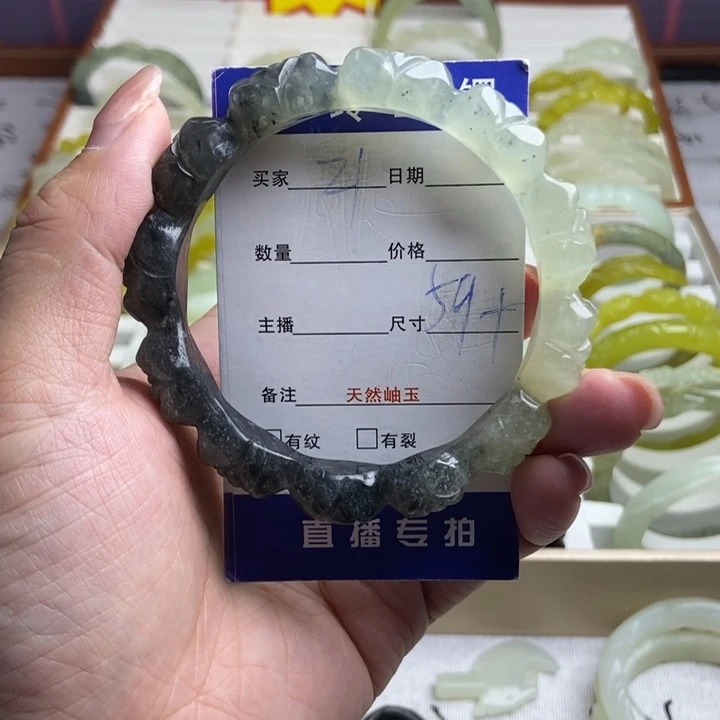 买家 21 日期
数量 价格
主播 尺寸 59+
备注 天然岫玉
□有纹 □有裂
直播专拍